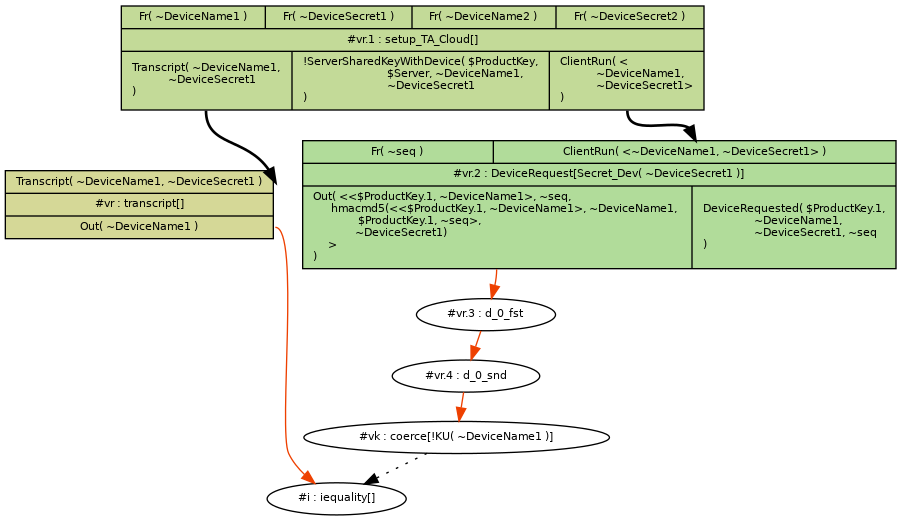 Fr( ~DeviceName1 )
Fr( ~DeviceSecret1 )
Fr( ~DeviceName2 )
Fr( ~DeviceSecret2 )
#vr.1 : setup_TA_Cloud[]
Transcript( ~DeviceName1,
~DeviceSecret1
)
!ServerSharedKeyWithDevice( $ProductKey,
$Server, ~DeviceName1,
~DeviceSecret1
)
ClientRun( <
~DeviceName1,
~DeviceSecret1>
)
Fr( ~seq )
ClientRun( <~DeviceName1, ~DeviceSecret1> )
#vr.2 : DeviceRequest[Secret_Dev( ~DeviceSecret1 )]
Out( <<$ProductKey.1, ~DeviceName1>, ~seq,
hmacmd5(<<$ProductKey.1, ~DeviceName1>, ~DeviceName1,
$ProductKey.1, ~seq>,
~DeviceSecret1)
>
)
DeviceRequested( $ProductKey.1,
~DeviceName1,
~DeviceSecret1, ~seq
)
Transcript( ~DeviceName1, ~DeviceSecret1 )
#vr : transcript[]
Out( ~DeviceName1 )
#vr.3 : d_0_fst
#vr.4 : d_0_snd
#vk : coerce[!KU( ~DeviceName1 )]
#i : iequality[]